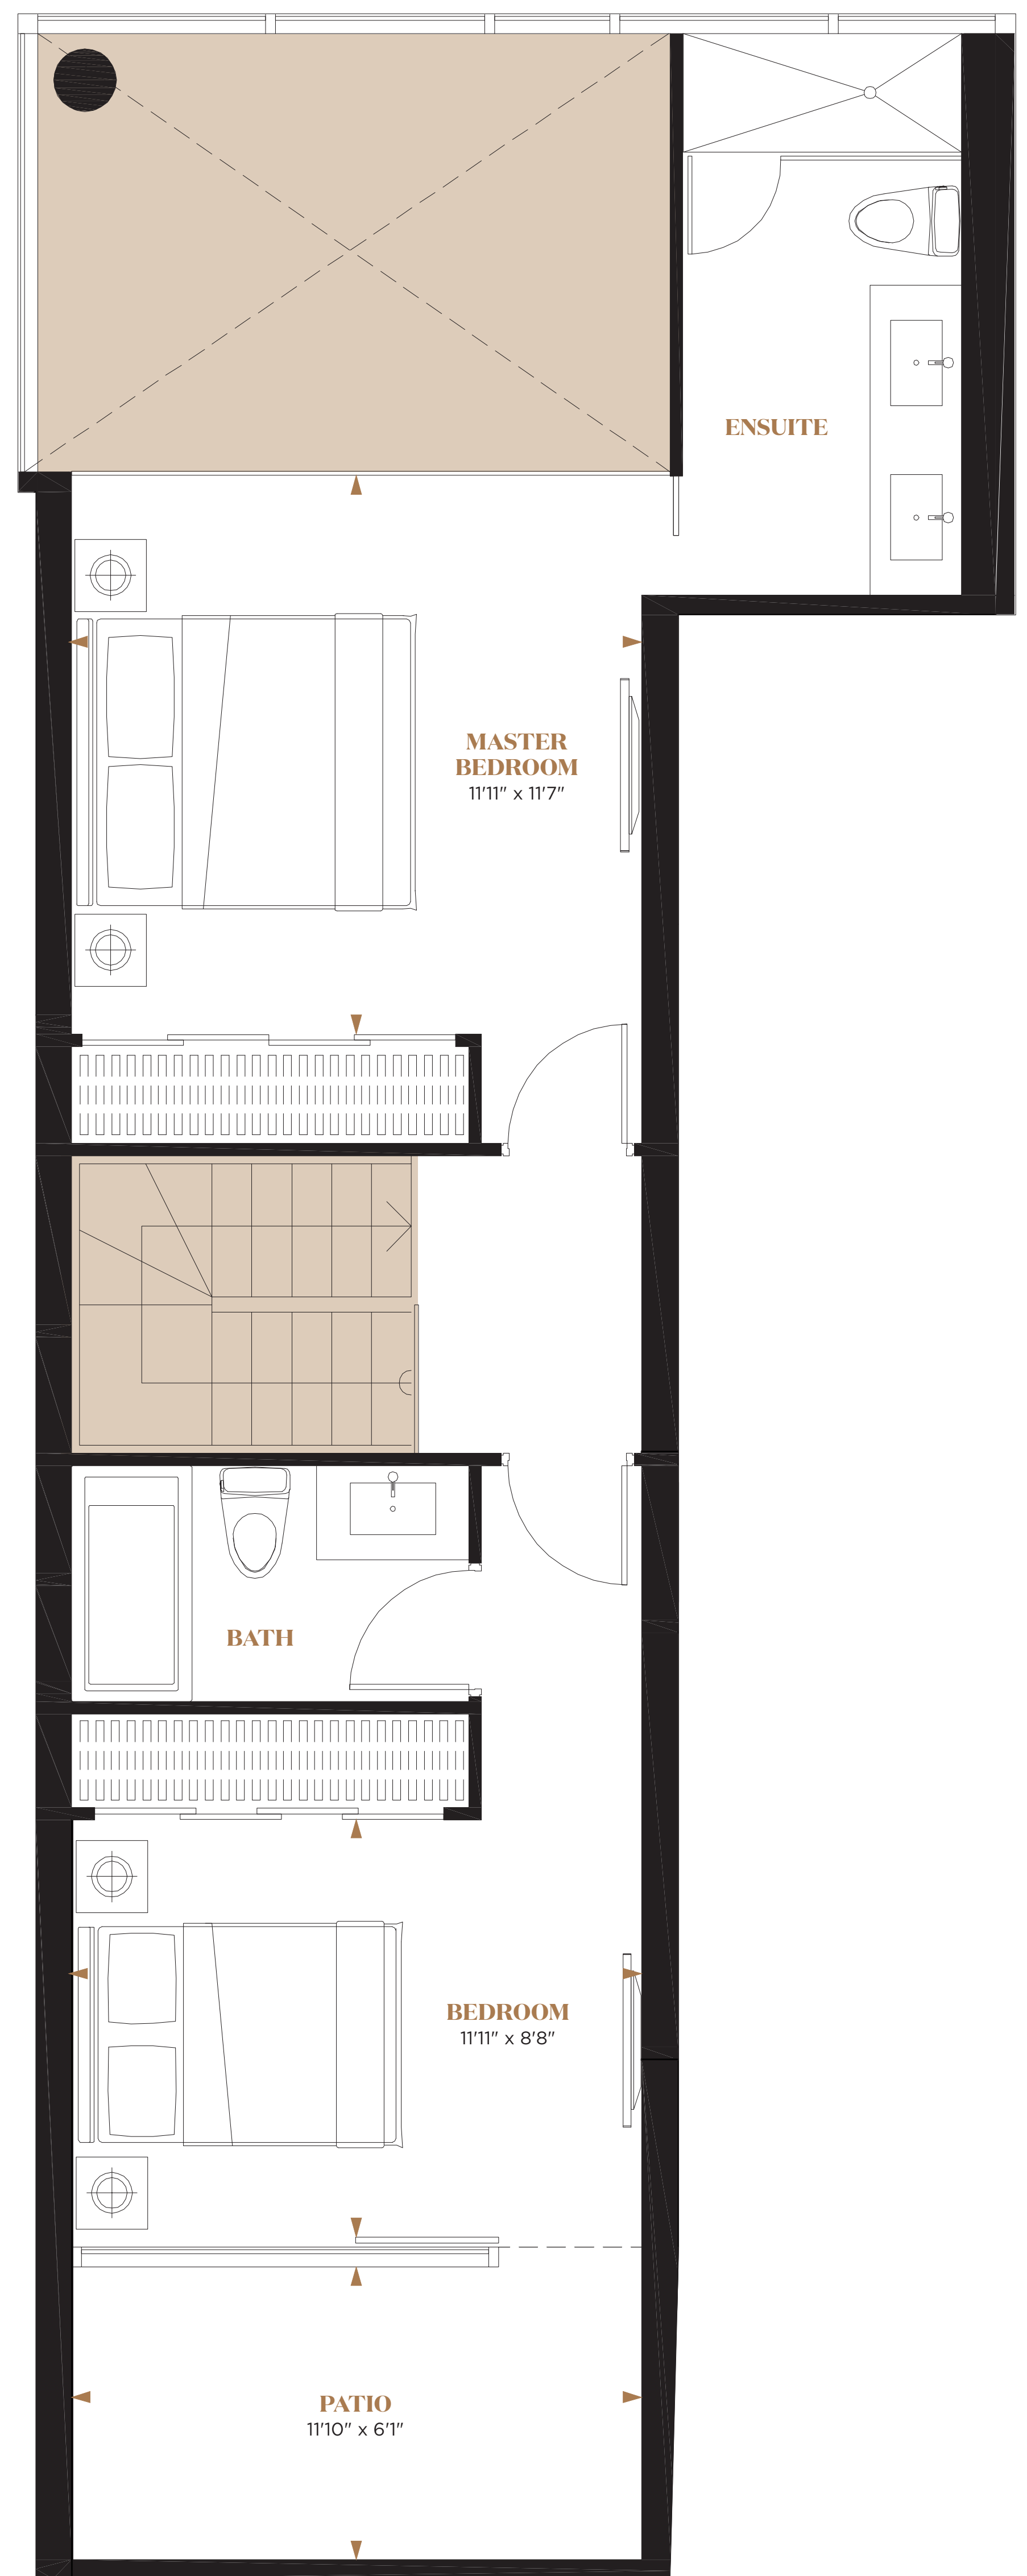 ENSUITE
MASTER
BEDROOM
11'11" x 11'7"
BATH
BEDROOM
11'11" x 8'8"
PATIO
11'10" x 6'1"